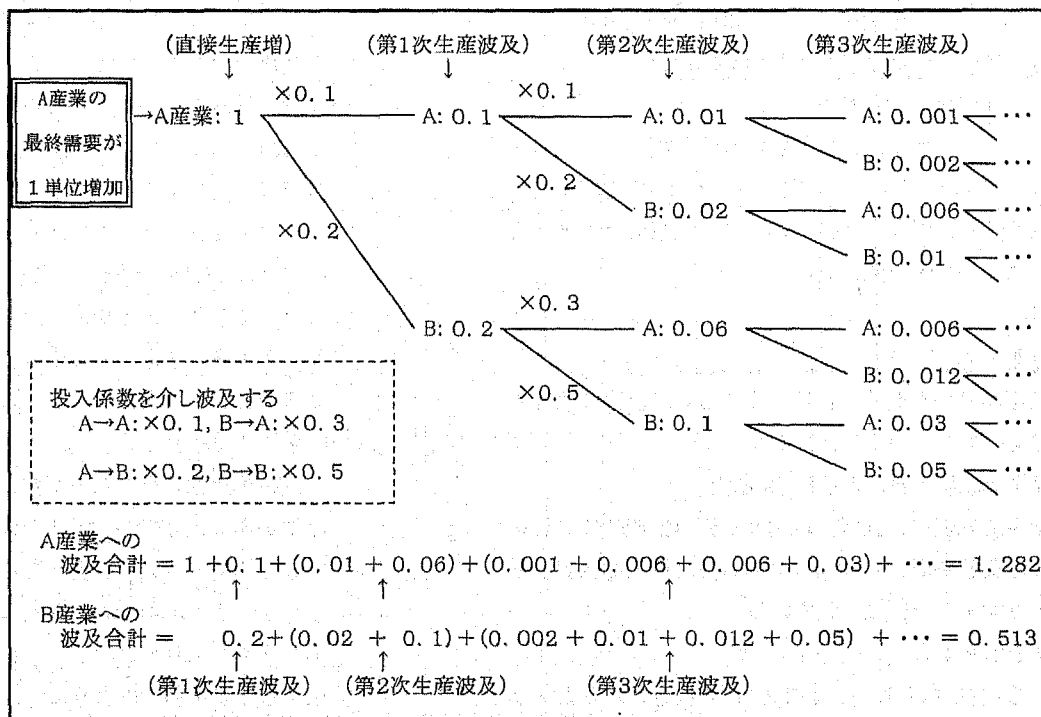 (直接生産増) (第1次生産波及) (第2次生産波及) (第3次生産波及)
↓ ↓ ↓ ↓
A産業の
最終需要が
1単位増加
→A産業: 1 ×0.1 A: 0.1 ×0.1 A: 0.01 A: 0.001 …
B: 0.002 …
×0.2 ×0.2 B: 0.02 A: 0.006 …
B: 0.01 …
B: 0.2 ×0.3 A: 0.06 A: 0.006 …
B: 0.012 …
×0.5 B: 0.1 A: 0.03 …
B: 0.05 …
投入係数を介し波及する
A→A: ×0.1, B→A: ×0.3
A→B: ×0.2, B→B: ×0.5
A産業への
波及合計 = 1 +0.1+(0.01 + 0.06)+(0.001 + 0.006 + 0.006 + 0.03)+ … = 1.282
↑ ↑ ↑
B産業への
波及合計 = 0.2+(0.02 + 0.1)+(0.002 + 0.01 + 0.012 + 0.05) + … = 0.513
↑ ↑ ↑
(第1次生産波及) (第2次生産波及) (第3次生産波及)